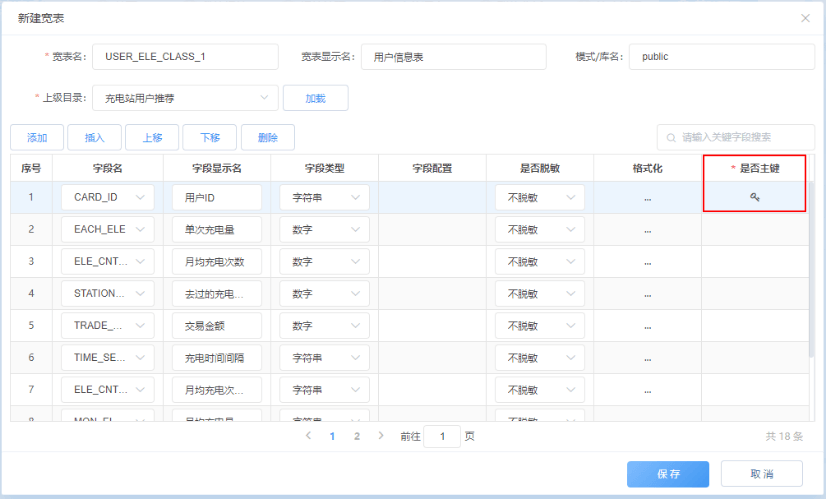 新建宽表
* 宽表名: USER_ELE_CLASS_1 宽表显示名: 用户信息表 模式/库名: public
* 上级目录: 充电站用户推荐 加载
添加 插入 上移 下移 删除 请输入关键字段搜索
序号 字段名 字段显示名 字段类型 字段配置 是否脱敏 格式化 * 是否主键
1 CARD_ID 用户ID 字符串 不脱敏 ...
2 EACH_ELE 单次充电量 数字 不脱敏 ...
3 ELE_CNT... 月均充电次数 数字 不脱敏 ...
4 STATION... 去过的充电... 数字 不脱敏 ...
5 TRADE_... 交易金额 数字 不脱敏 ...
6 TIME_SE... 充电时间间隔 字符串 不脱敏 ...
7 ELE_CNT... 月均充电次... 字符串 不脱敏 ...
1 2 前往 1 页 共 18 条
保存 取消